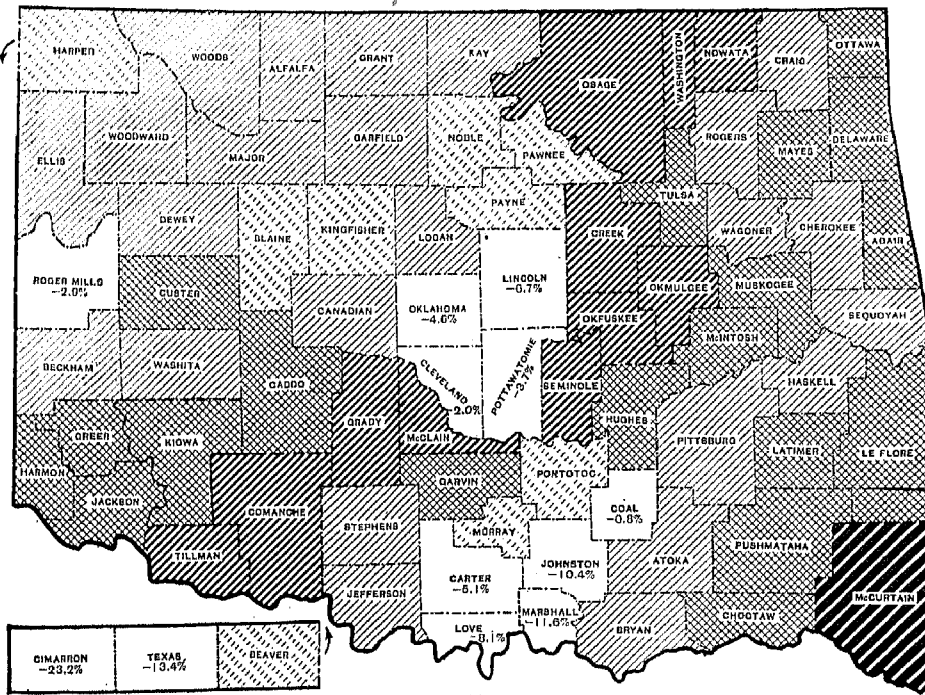 HARPER
WOODS
ALFALFA
GRANT
KAY
OSAGE
WASHINGTON
NOWATA
CRAIG
OTTAWA
ELLIS
WOODWARD
MAJOR
GARFIELD
NOBLE
PAWNEE
ROGERS
MAYES
DELAWARE
DEWEY
BLAINE
KINGFISHER
LOGAN
PAYNE
CREEK
TULSA
WAGONER
CHEROKEE
ADAIR
ROGER MILLS
-2.9%
CUSTER
CANADIAN
OKLAHOMA
-4.6%
LINCOLN
-6.7%
OKFUSKEE
OKMULGEE
MUSKOGEE
SEQUOYAH
BECKHAM
WASHITA
CADDO
CLEVELAND
-2.0%
POTTAWATOMIE
-3.7%
SEMINOLE
McINTOSH
HASKELL
HARMON
GREER
KIOWA
GRADY
McCLAIN
HUGHES
PITTSBURG
LATIMER
LE FLORE
JACKSON
COMANCHE
GARVIN
PONTOTOC
COAL
-0.8%
TILLMAN
STEPHENS
MURRAY
JOHNSTON
-10.4%
ATOKA
PUSHMATAHA
McCURTAIN
JEFFERSON
CARTER
-5.1%
LOVE
-8.1%
MARSHALL
-11.6%
BRYAN
CHOCTAW
CIMARRON
-23.2%
TEXAS
-13.4%
BEAVER